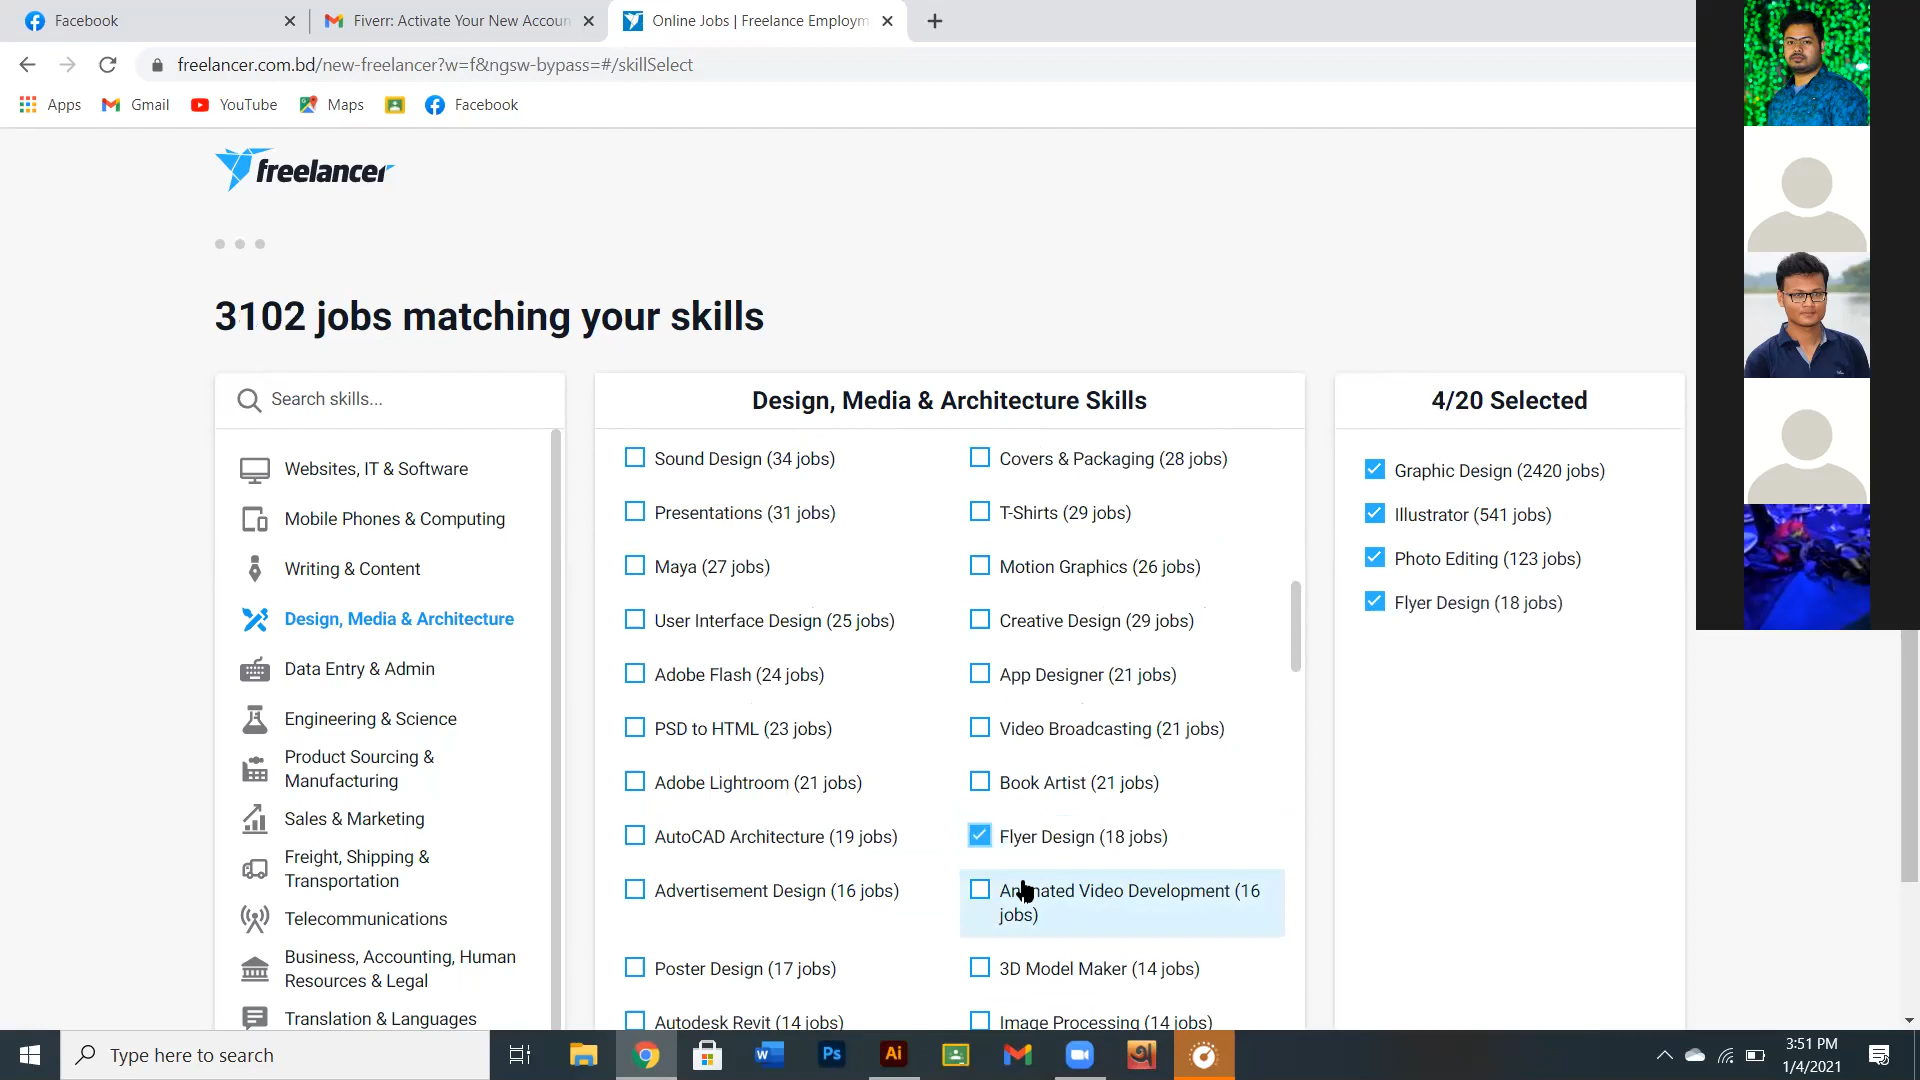 Facebook
Fiverr: Activate Your New Accoun
Online Jobs | Freelance Employm
freelancer.com.bd/new-freelancer?w=f&ngsw-bypass=#/skillSelect
Apps
Gmail
YouTube
Maps
Facebook
freelancer
3102 jobs matching your skills
Search skills...
Websites, IT & Software
Mobile Phones & Computing
Writing & Content
Design, Media & Architecture
Data Entry & Admin
Engineering & Science
Product Sourcing &
Manufacturing
Sales & Marketing
Freight, Shipping &
Transportation
Telecommunications
Business, Accounting, Human
Resources & Legal
Translation & Languages
Design, Media & Architecture Skills
Sound Design (34 jobs)
Covers & Packaging (28 jobs)
Presentations (31 jobs)
T-Shirts (29 jobs)
Maya (27 jobs)
Motion Graphics (26 jobs)
User Interface Design (25 jobs)
Creative Design (29 jobs)
Adobe Flash (24 jobs)
App Designer (21 jobs)
PSD to HTML (23 jobs)
Video Broadcasting (21 jobs)
Adobe Lightroom (21 jobs)
Book Artist (21 jobs)
AutoCAD Architecture (19 jobs)
Flyer Design (18 jobs)
Advertisement Design (16 jobs)
Animated Video Development (16
jobs)
Poster Design (17 jobs)
3D Model Maker (14 jobs)
Autodesk Revit (14 jobs)
Image Processing (14 jobs)
4/20 Selected
Graphic Design (2420 jobs)
Illustrator (541 jobs)
Photo Editing (123 jobs)
Flyer Design (18 jobs)
Type here to search
W
Ps
Ai
অ
3:51 PM
1/4/2021